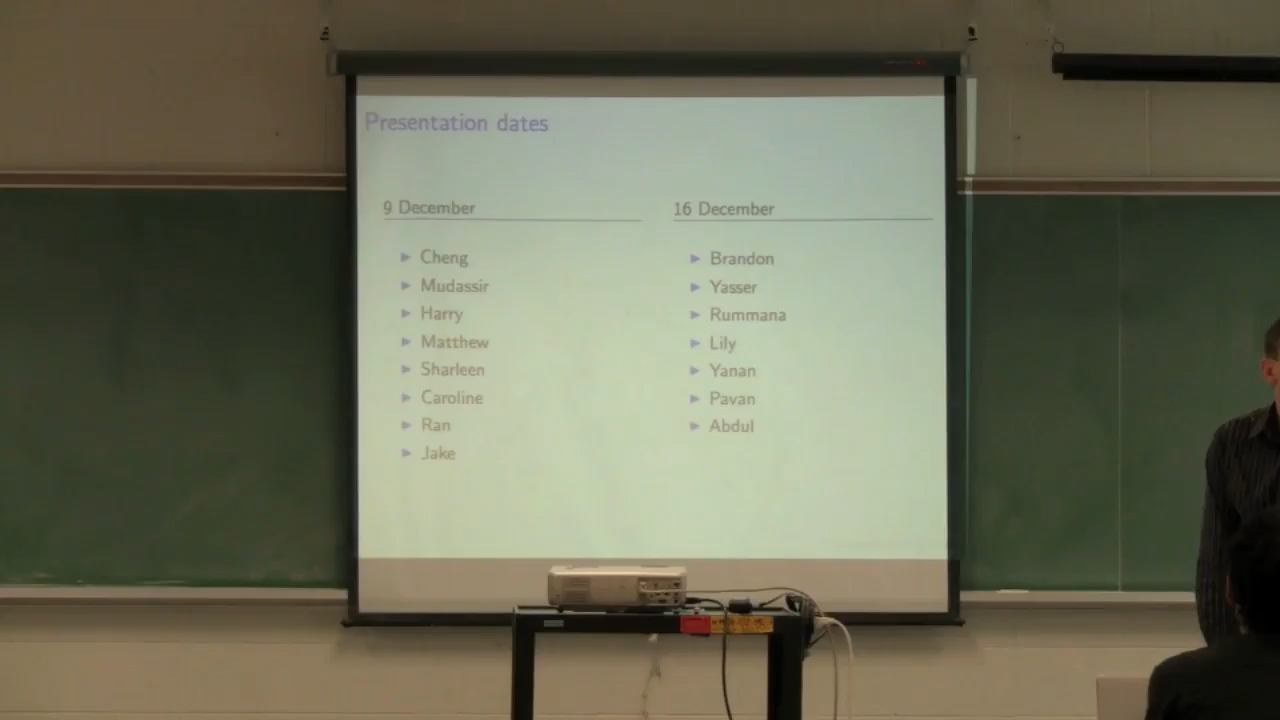 Presentation dates
9 December
Cheng
Mudassir
Harry
Matthew
Sharleen
Caroline
Ran
Jake
16 December
Brandon
Yasser
Rummana
Lily
Yanan
Pavan
Abdul